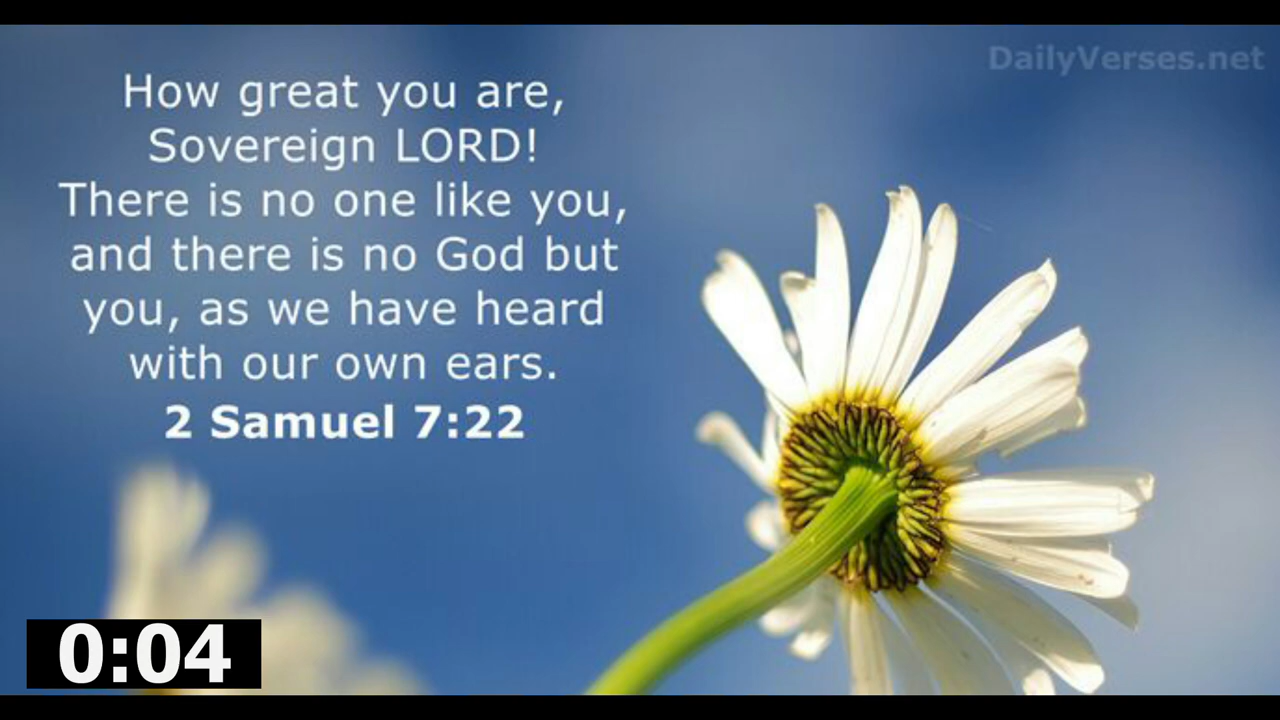 DailyVerses.net
How great you are,
Sovereign LORD!
There is no one like you,
and there is no God but
you, as we have heard
with our own ears.
2 Samuel 7:22
0:04